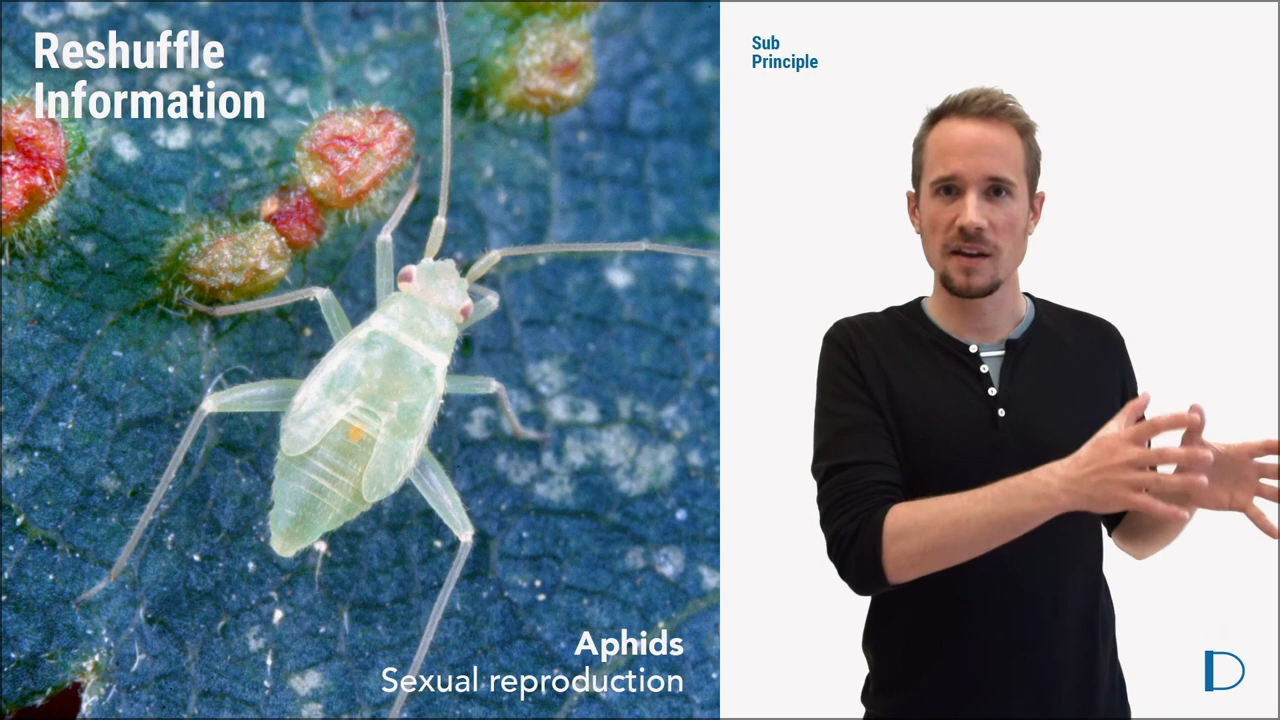 Reshuffle
Information
Sub
Principle
Aphids
Sexual reproduction